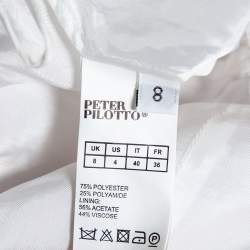 8
PETER
PILOTTO®
UK US IT FR
8 4 40 36
75% POLYESTER
25% POLYAMIDE
LINING:
56% ACETATE
44% VISCOSE